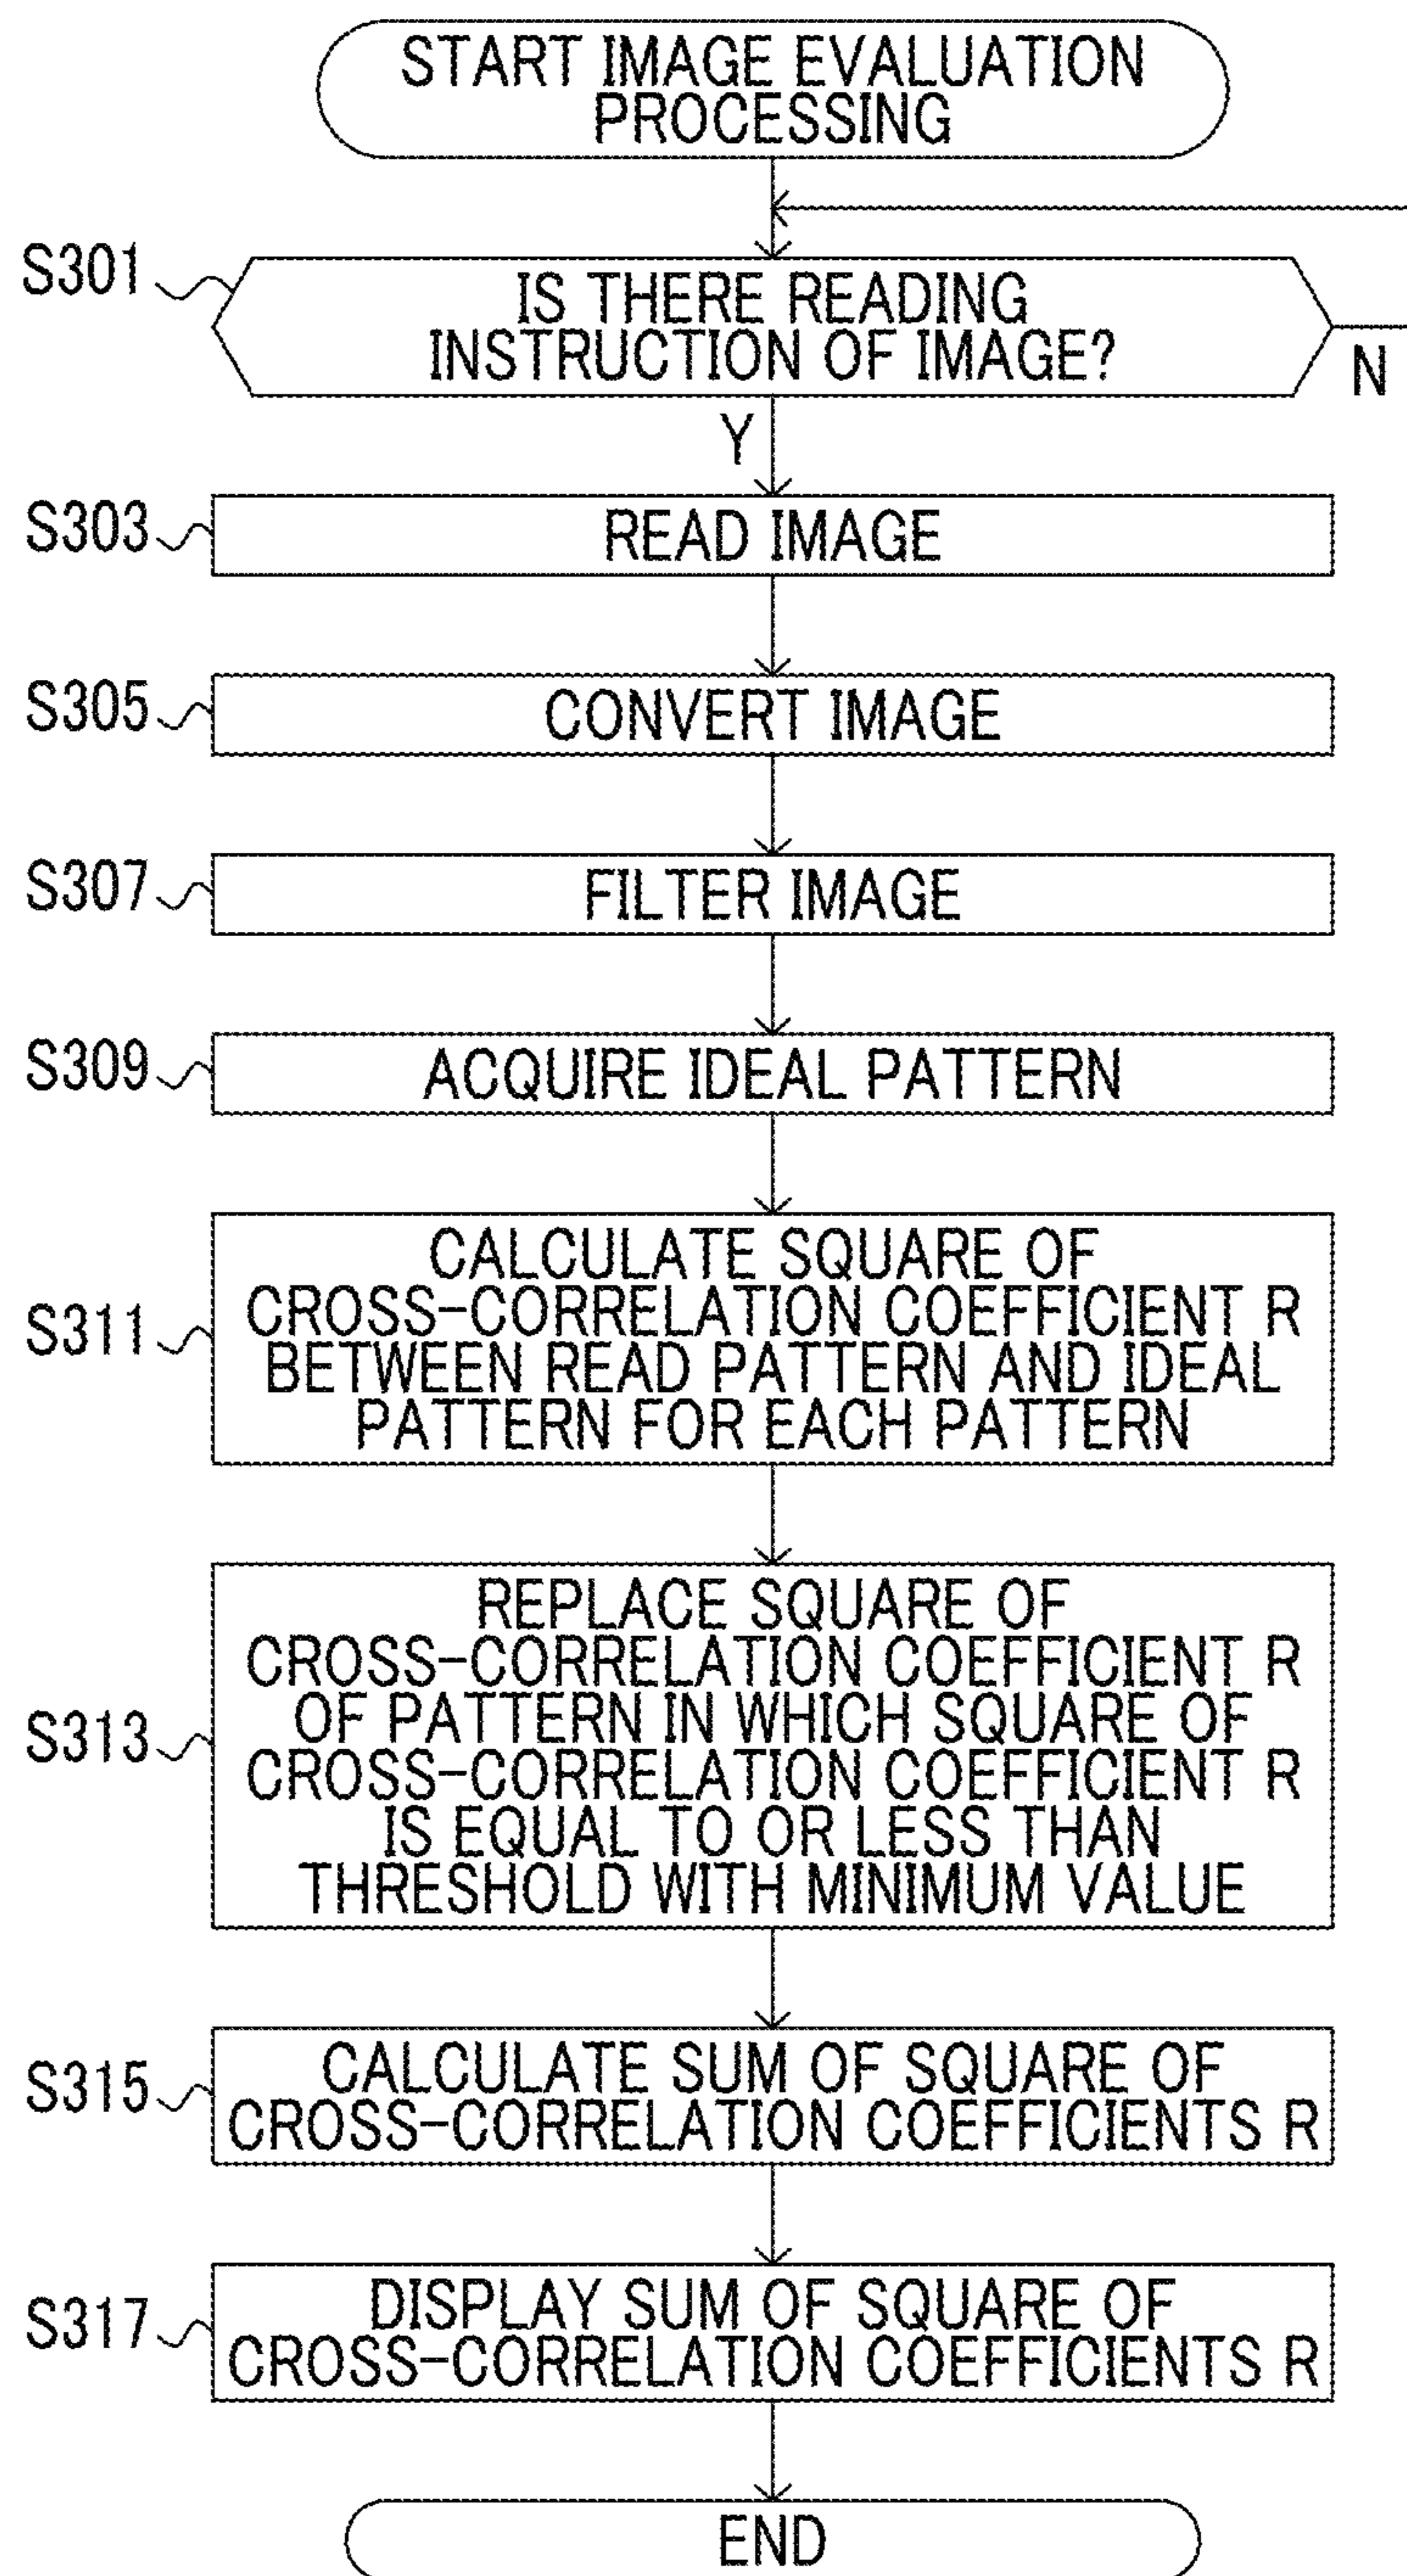 START IMAGE EVALUATION
PROCESSING
S301
IS THERE READING
INSTRUCTION OF IMAGE?
N
Y
S303
READ IMAGE
S305
CONVERT IMAGE
S307
FILTER IMAGE
S309
ACQUIRE IDEAL PATTERN
S311
CALCULATE SQUARE OF
CROSS-CORRELATION COEFFICIENT R
BETWEEN READ PATTERN AND IDEAL
PATTERN FOR EACH PATTERN
S313
REPLACE SQUARE OF
CROSS-CORRELATION COEFFICIENT R
OF PATTERN IN WHICH SQUARE OF
CROSS-CORRELATION COEFFICIENT R
IS EQUAL TO OR LESS THAN
THRESHOLD WITH MINIMUM VALUE
S315
CALCULATE SUM OF SQUARE OF
CROSS-CORRELATION COEFFICIENTS R
S317
DISPLAY SUM OF SQUARE OF
CROSS-CORRELATION COEFFICIENTS R
END